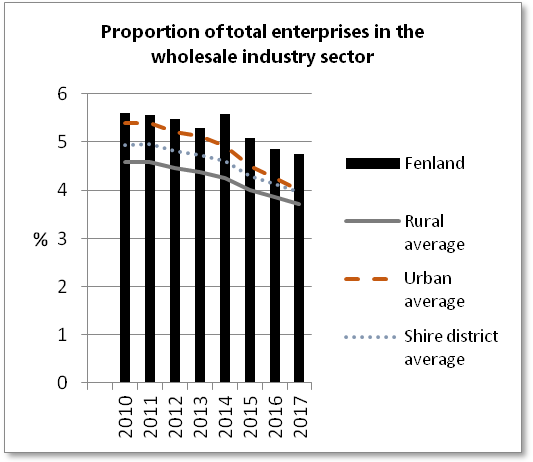 Proportion of total enterprises in the
wholesale industry sector
6
5
4
3
2
1
0
%
2010
2011
2012
2013
2014
2015
2016
2017
Fenland
Rural
average
Urban
average
Shire district
average